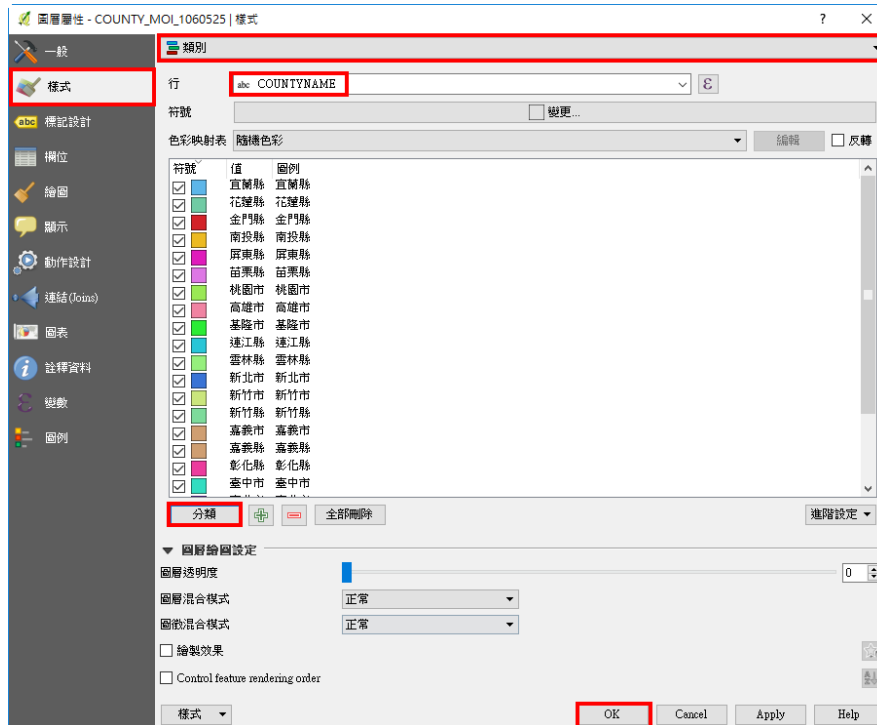 圖層屬性 - COUNTY_MOI_1060525 | 樣式
一般
樣式
標記設計
欄位
繪圖
顯示
動作設計
連結(Joins)
圖表
詮釋資料
變數
圖例
類別
行 abc COUNTYNAME ε
符號 變更...
色彩映射表 隨機色彩 編輯 反轉
符號 值 圖例
宜蘭縣 宜蘭縣
花蓮縣 花蓮縣
金門縣 金門縣
南投縣 南投縣
屏東縣 屏東縣
苗栗縣 苗栗縣
桃園市 桃園市
高雄市 高雄市
基隆市 基隆市
連江縣 連江縣
雲林縣 雲林縣
新北市 新北市
新竹市 新竹市
新竹縣 新竹縣
嘉義市 嘉義市
嘉義縣 嘉義縣
彰化縣 彰化縣
臺中市 臺中市
分類 全部刪除 進階設定
圖層繪圖設定
圖層透明度 0
圖層混合模式 正常
圖徵混合模式 正常
繪製效果
Control feature rendering order
樣式 OK Cancel Apply Help